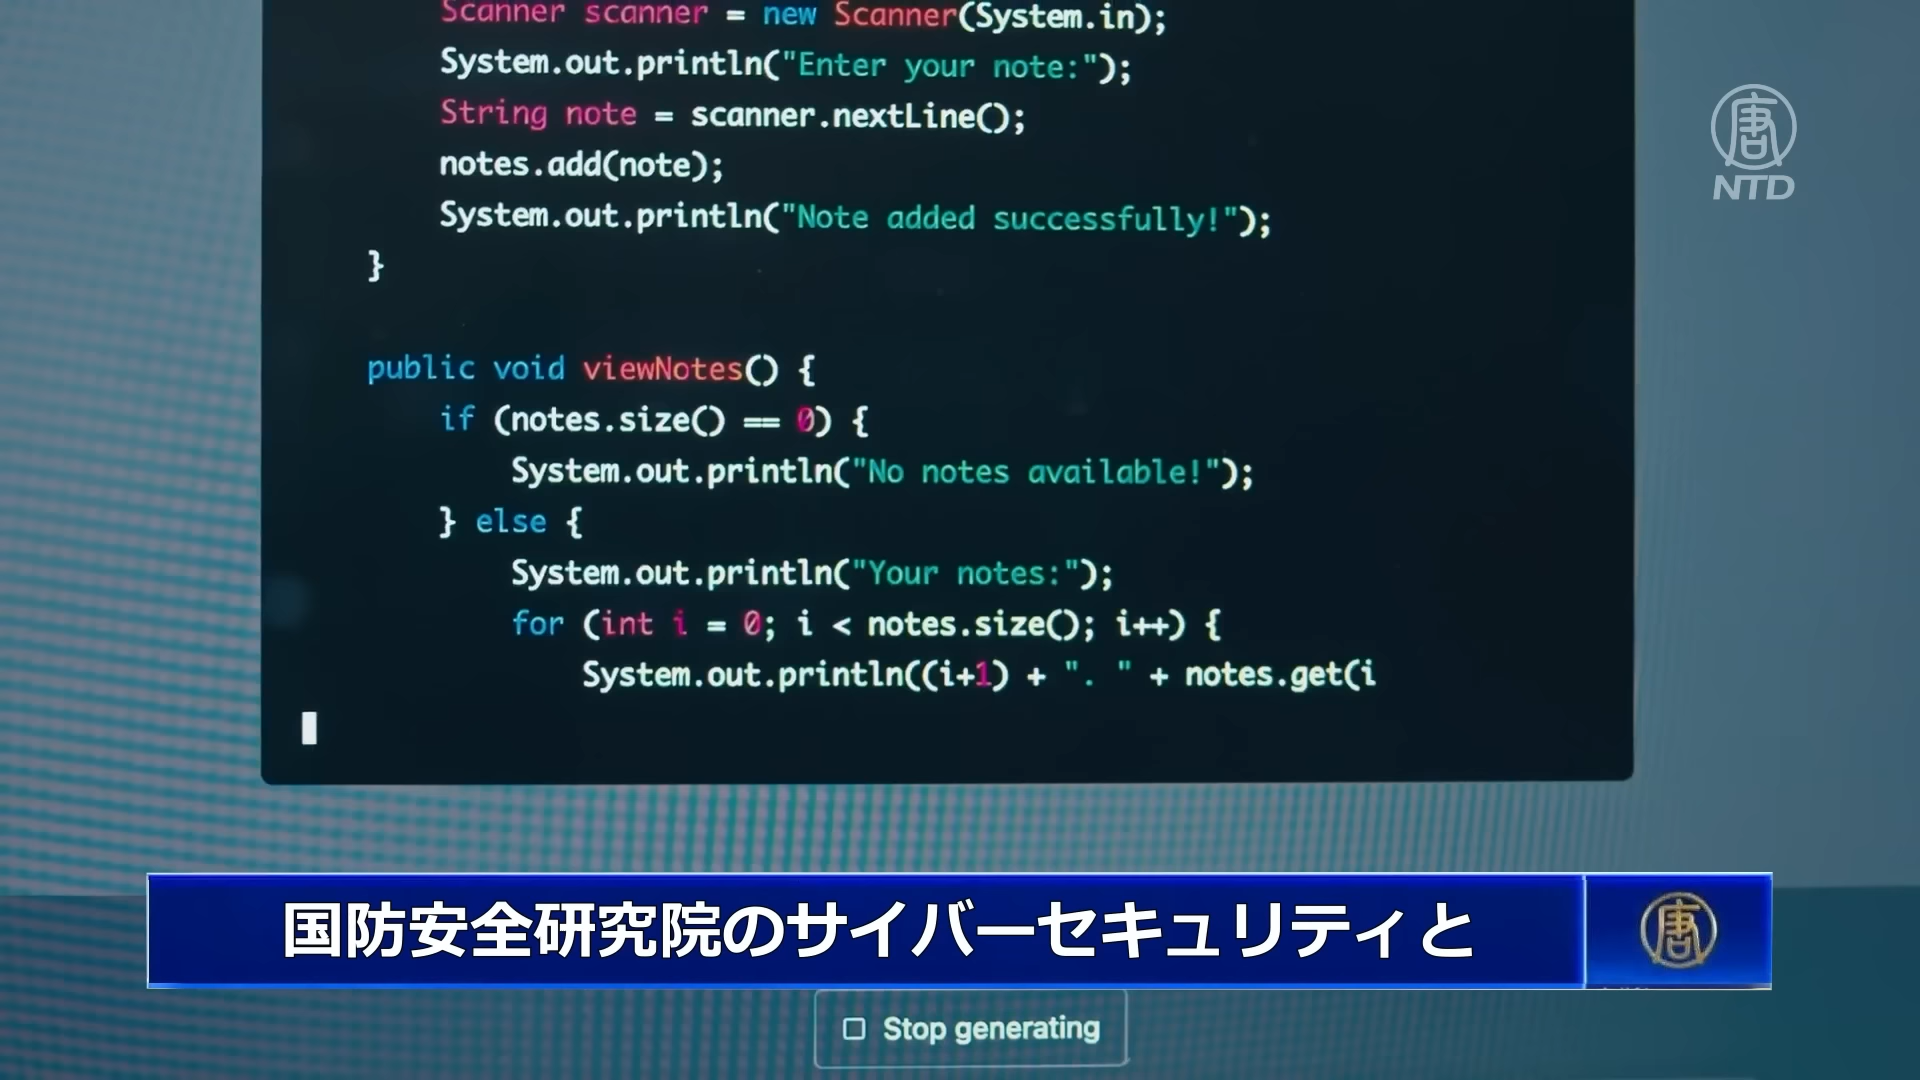 Scanner scanner = new Scanner(System.in);
System.out.println("Enter your note:");
String note = scanner.nextLine();
notes.add(note);
System.out.println("Note added successfully!");
}
public void viewNotes() {
if (notes.size() == 0) {
System.out.println("No notes available!");
} else {
System.out.println("Your notes:");
for (int i = 0; i < notes.size(); i++) {
System.out.println((i+1) + ". " + notes.get(i
唐
NTD
国防安全研究院のサイバーセキュリティと
唐
Stop generating